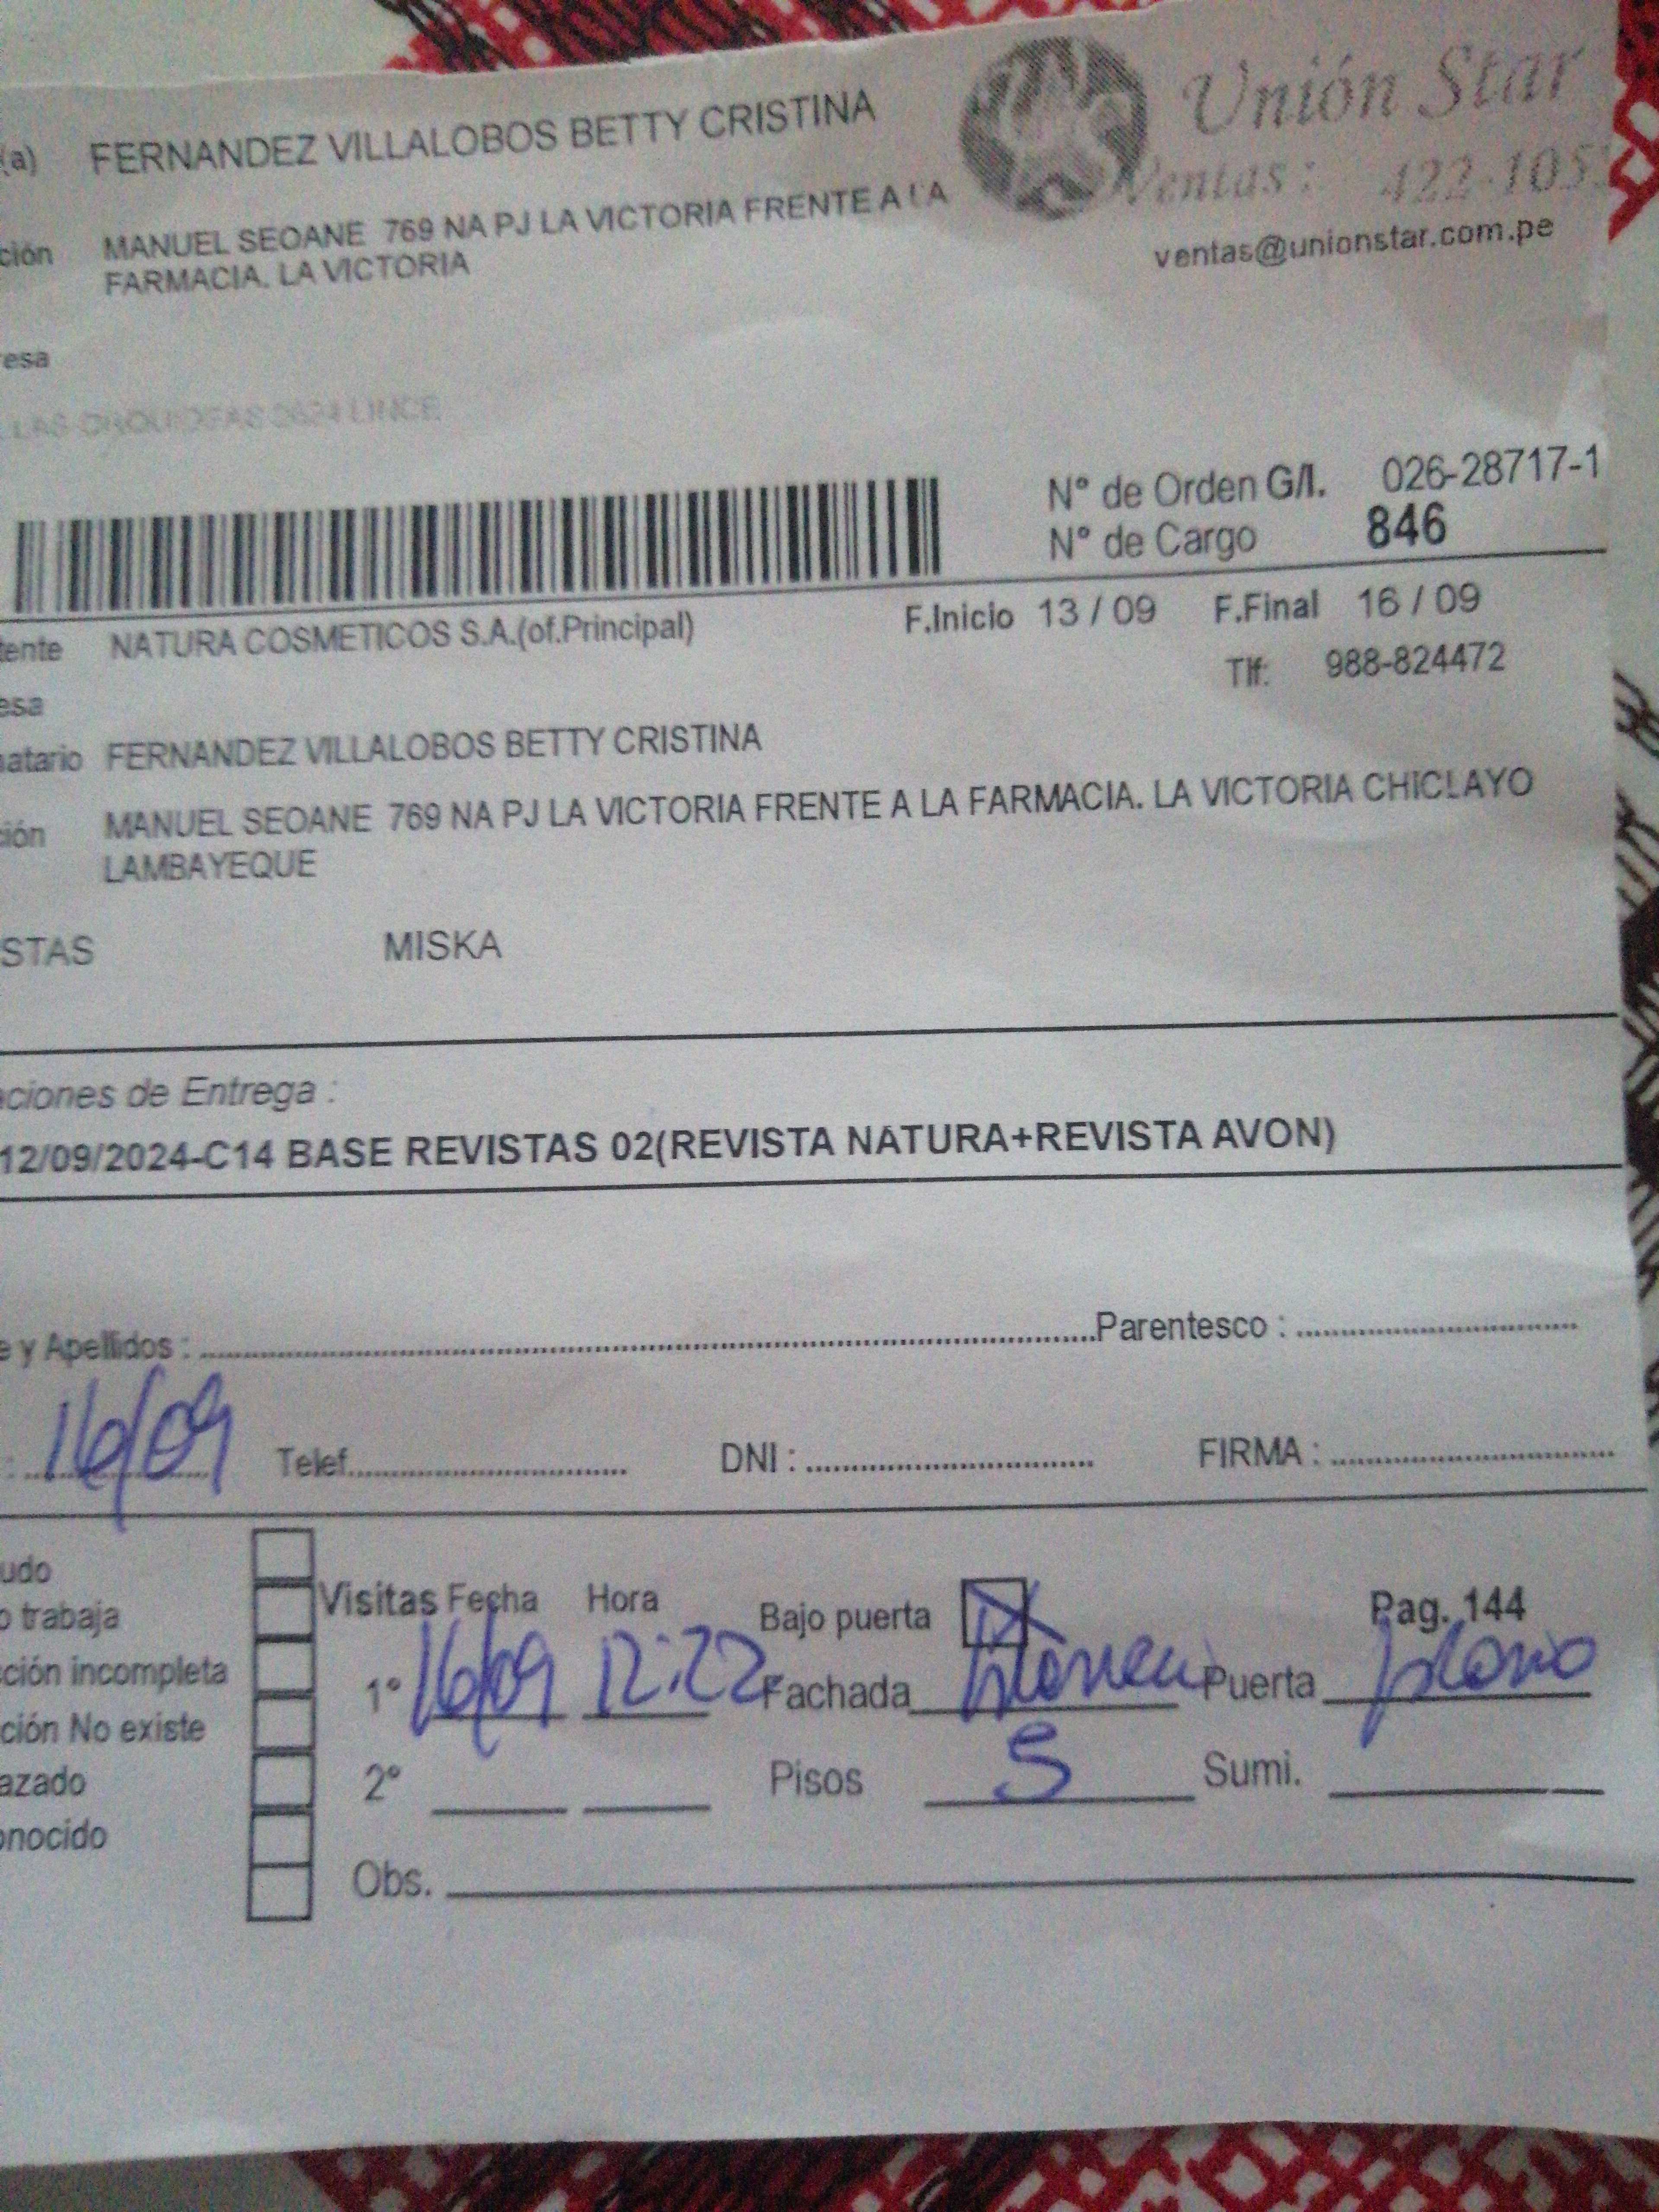 (a) FERNANDEZ VILLALOBOS BETTY CRISTINA
Unión Star
Ventas : 422-105
ción MANUEL SEOANE 769 NA PJ LA VICTORIA FRENTE A LA
FARMACIA. LA VICTORIA
ventas@unionstar.com.pe
esa
LINCE
N° de Orden G/I. 026-28717-1
N° de Cargo 846
tente NATURA COSMETICOS S.A.(of.Principal)
F.Inicio 13 / 09 F.Final 16 / 09
Tlf: 988-824472
esa
natario FERNANDEZ VILLALOBOS BETTY CRISTINA
ción MANUEL SEOANE 769 NA PJ LA VICTORIA FRENTE A LA FARMACIA. LA VICTORIA CHICLAYO
LAMBAYEQUE
STAS MISKA
aciones de Entrega :
12/09/2024-C14 BASE REVISTAS 02(REVISTA NATURA+REVISTA AVON)
e y Apellidos : Parentesco :
: 16/09 Telef. DNI : FIRMA :
udo
o trabaja
cción incompleta
ción No existe
azado
onocido
Visitas Fecha Hora Bajo puerta Pag. 144
1° 16/09 12:22 Fachada Puerta
2° Pisos 5 Sumi.
Obs.